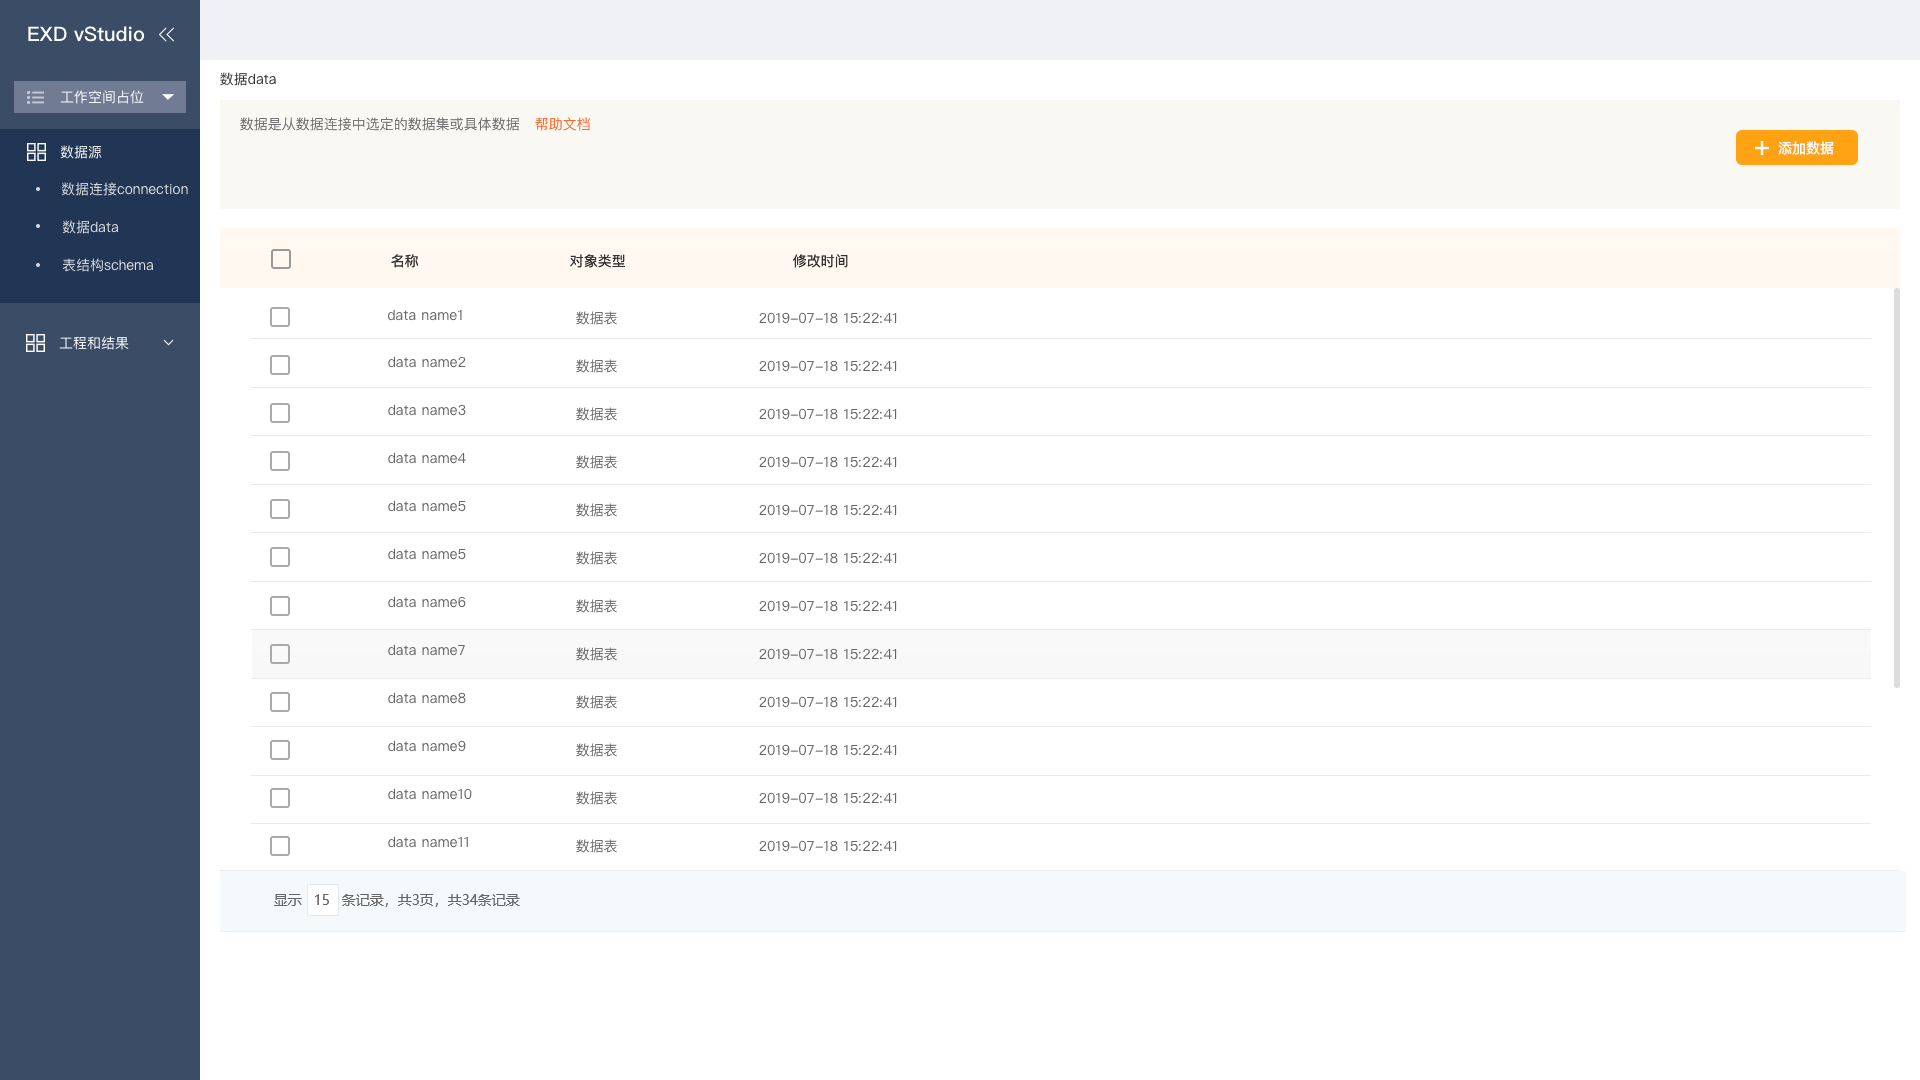 EXD vStudio
工作空间占位
数据源
数据连接connection
数据data
表结构schema
工程和结果
数据data
数据是从数据连接中选定的数据集或具体数据 帮助文档
添加数据
名称 对象类型 修改时间
data name1 数据表 2019-07-18 15:22:41
data name2 数据表 2019-07-18 15:22:41
data name3 数据表 2019-07-18 15:22:41
data name4 数据表 2019-07-18 15:22:41
data name5 数据表 2019-07-18 15:22:41
data name5 数据表 2019-07-18 15:22:41
data name6 数据表 2019-07-18 15:22:41
data name7 数据表 2019-07-18 15:22:41
data name8 数据表 2019-07-18 15:22:41
data name9 数据表 2019-07-18 15:22:41
data name10 数据表 2019-07-18 15:22:41
data name11 数据表 2019-07-18 15:22:41
显示 15 条记录，共3页，共34条记录